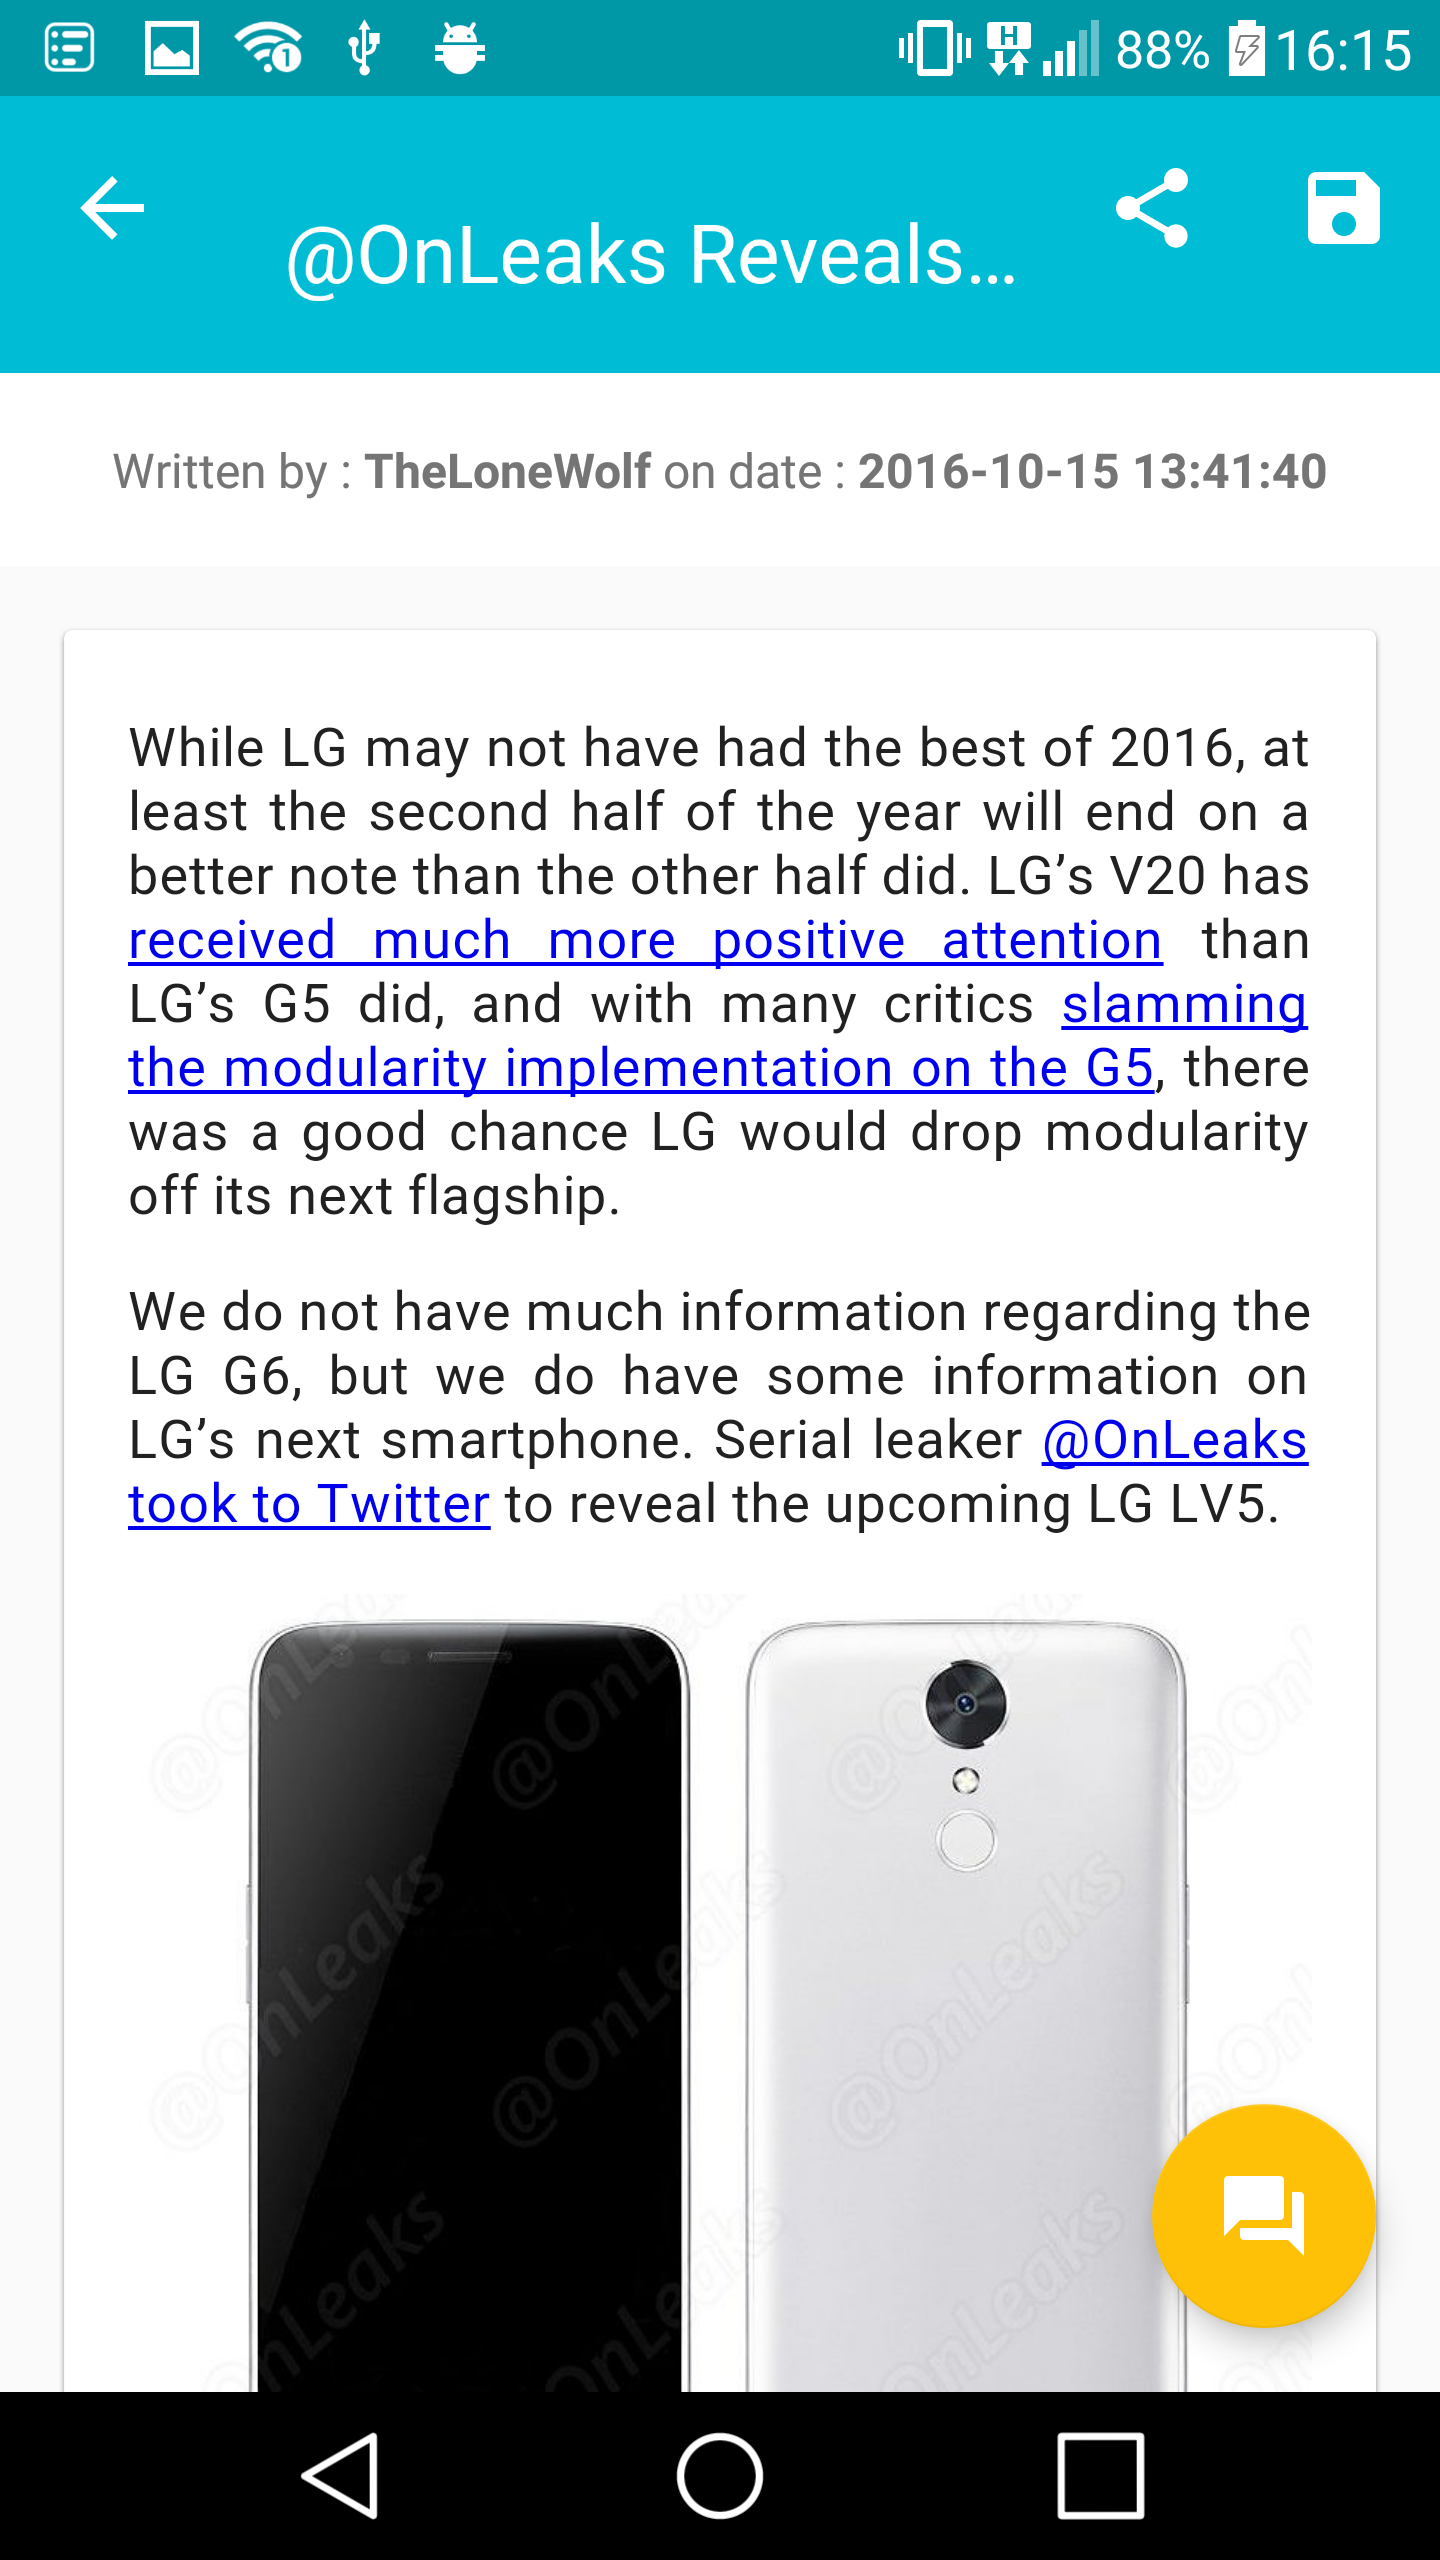 88% 16:15
@OnLeaks Reveals...
Written by : TheLoneWolf on date : 2016-10-15 13:41:40
While LG may not have had the best of 2016, at
least the second half of the year will end on a
better note than the other half did. LG’s V20 has
received much more positive attention than
LG’s G5 did, and with many critics slamming
the modularity implementation on the G5, there
was a good chance LG would drop modularity
off its next flagship.
We do not have much information regarding the
LG G6, but we do have some information on
LG’s next smartphone. Serial leaker @OnLeaks
took to Twitter to reveal the upcoming LG LV5.
@OnLeaks
@OnLeaks
@OnLeaks
@OnLeaks
@OnLeaks